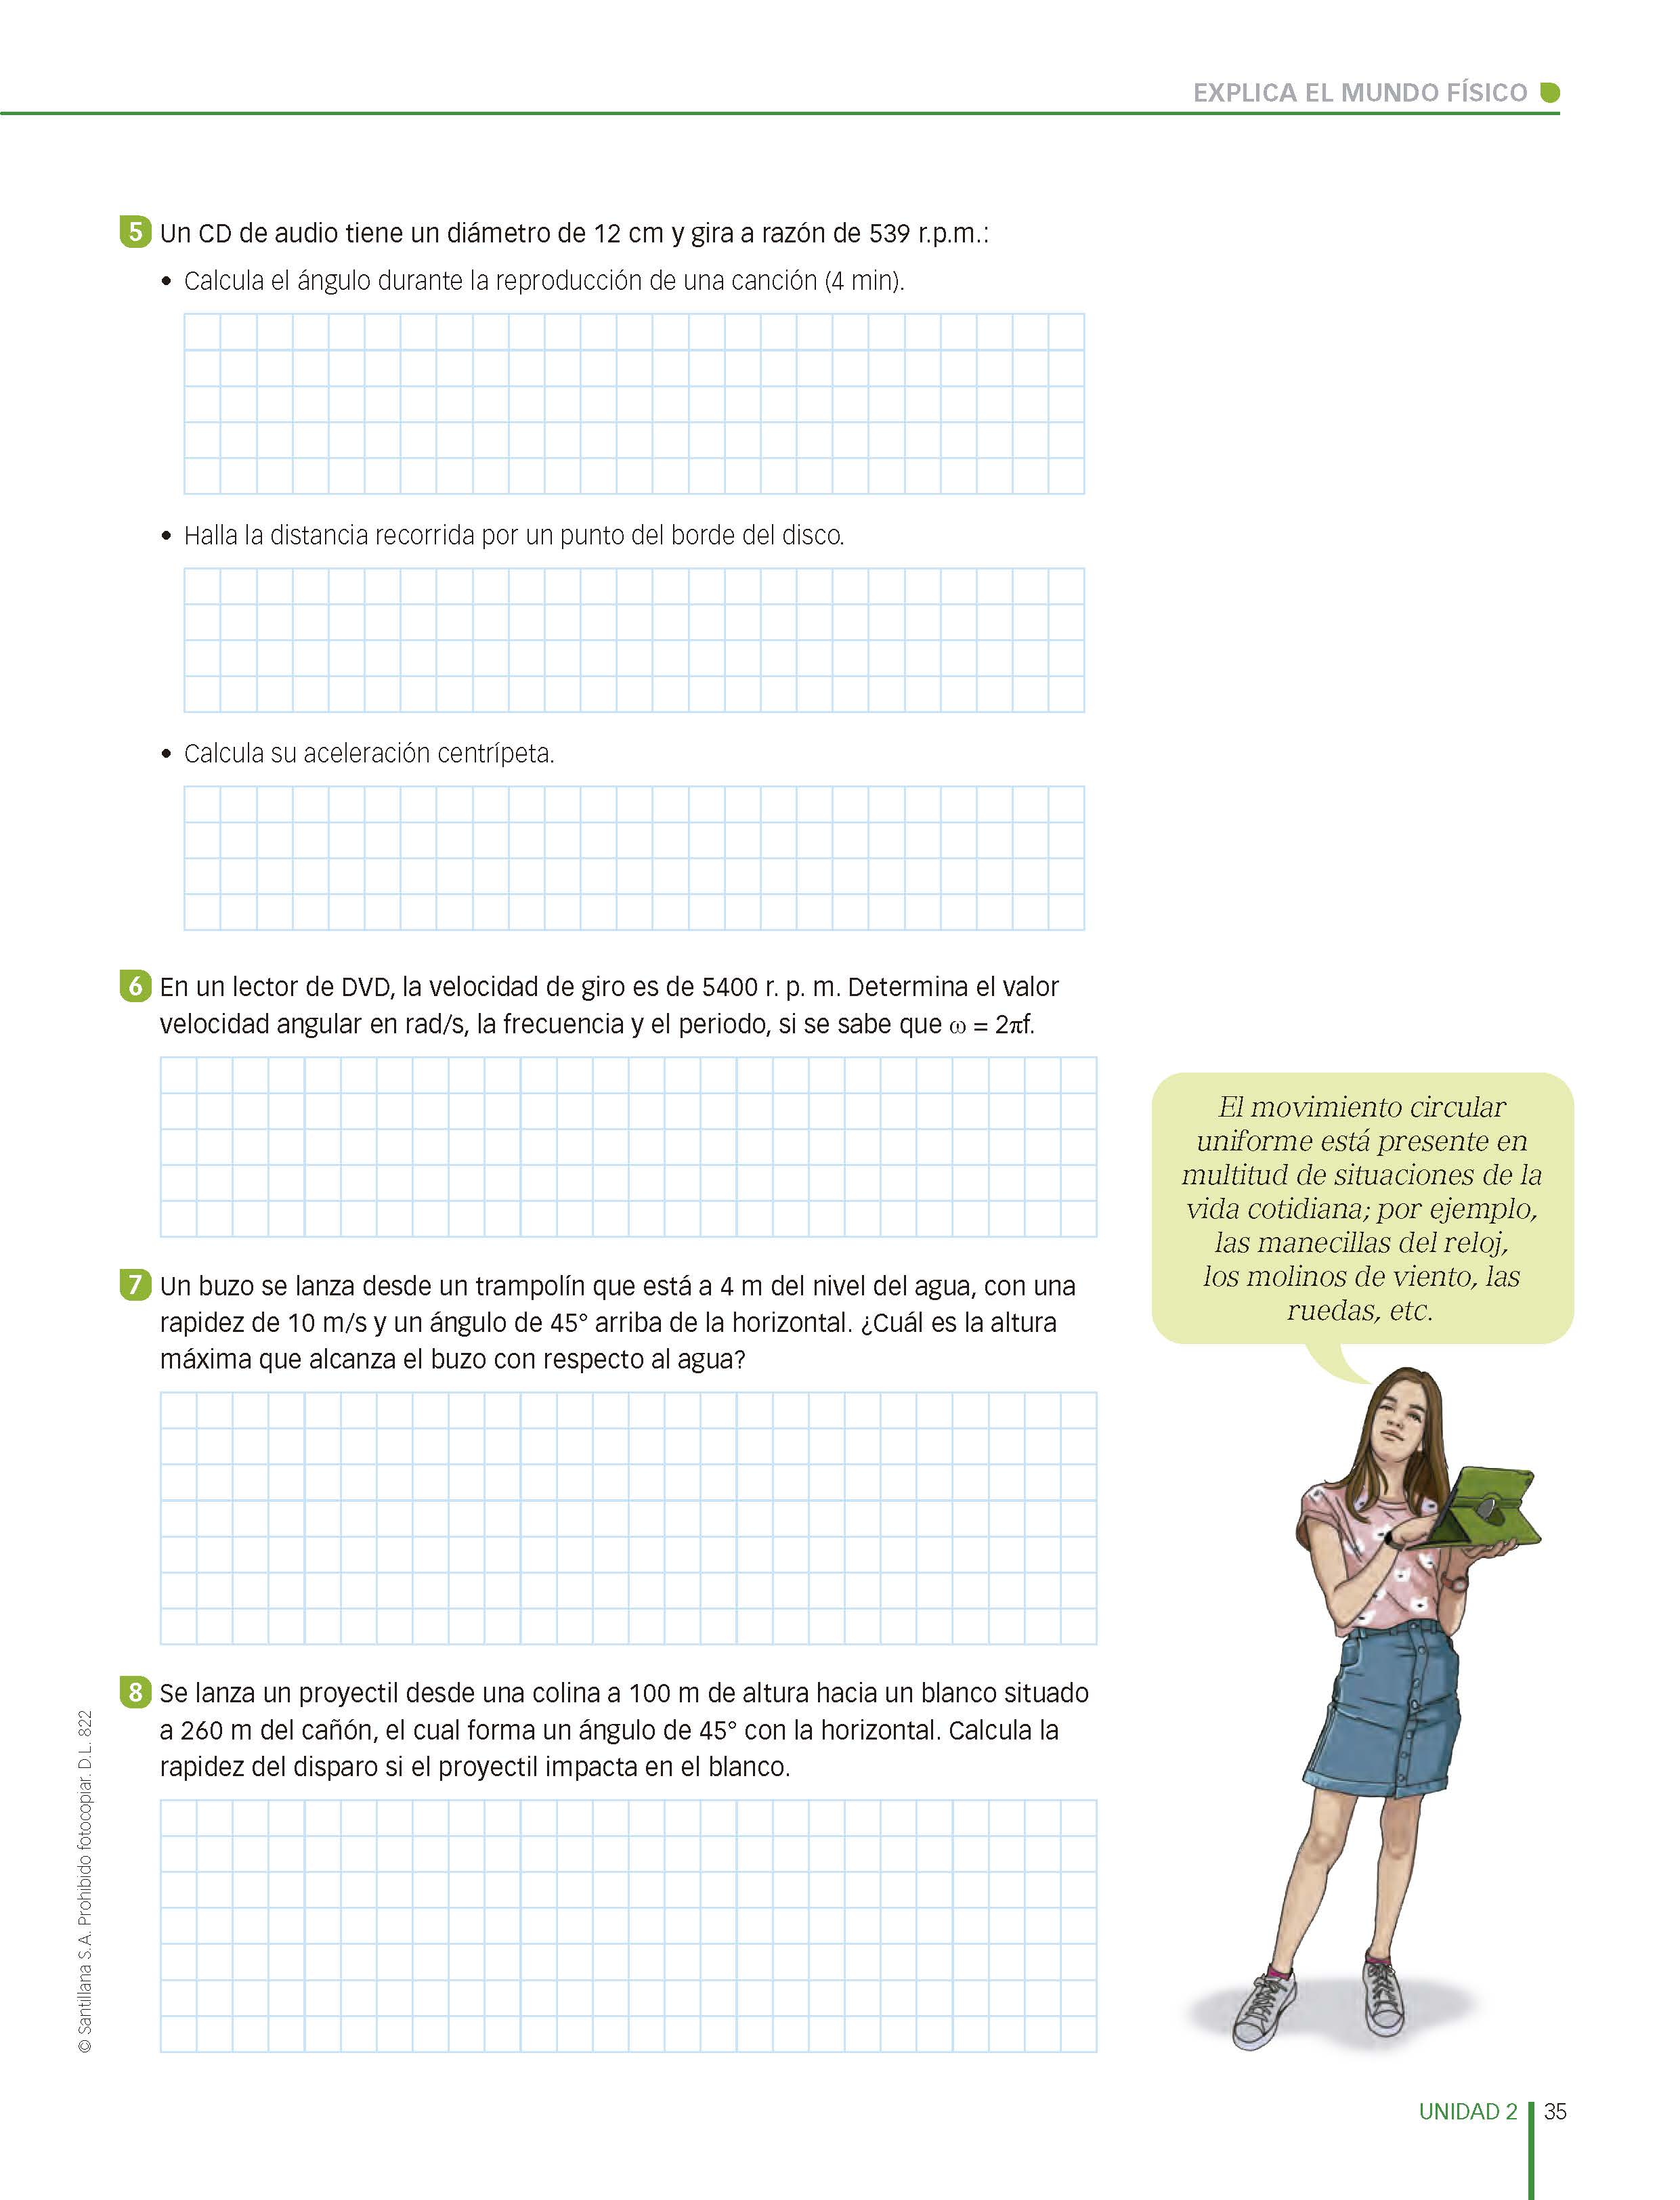 EXPLICA EL MUNDO FÍSICO
5 Un CD de audio tiene un diámetro de 12 cm y gira a razón de 539 r.p.m.:
• Calcula el ángulo durante la reproducción de una canción (4 min).
• Halla la distancia recorrida por un punto del borde del disco.
• Calcula su aceleración centrípeta.
6 En un lector de DVD, la velocidad de giro es de 5400 r. p. m. Determina el valor
velocidad angular en rad/s, la frecuencia y el periodo, si se sabe que ω = 2πf.
El movimiento circular
uniforme está presente en
multitud de situaciones de la
vida cotidiana; por ejemplo,
las manecillas del reloj,
los molinos de viento, las
ruedas, etc.
7 Un buzo se lanza desde un trampolín que está a 4 m del nivel del agua, con una
rapidez de 10 m/s y un ángulo de 45° arriba de la horizontal. ¿Cuál es la altura
máxima que alcanza el buzo con respecto al agua?
8 Se lanza un proyectil desde una colina a 100 m de altura hacia un blanco situado
a 260 m del cañón, el cual forma un ángulo de 45° con la horizontal. Calcula la
rapidez del disparo si el proyectil impacta en el blanco.
© Santillana S.A. Prohibido fotocopiar. D.L. 822
UNIDAD 2 35